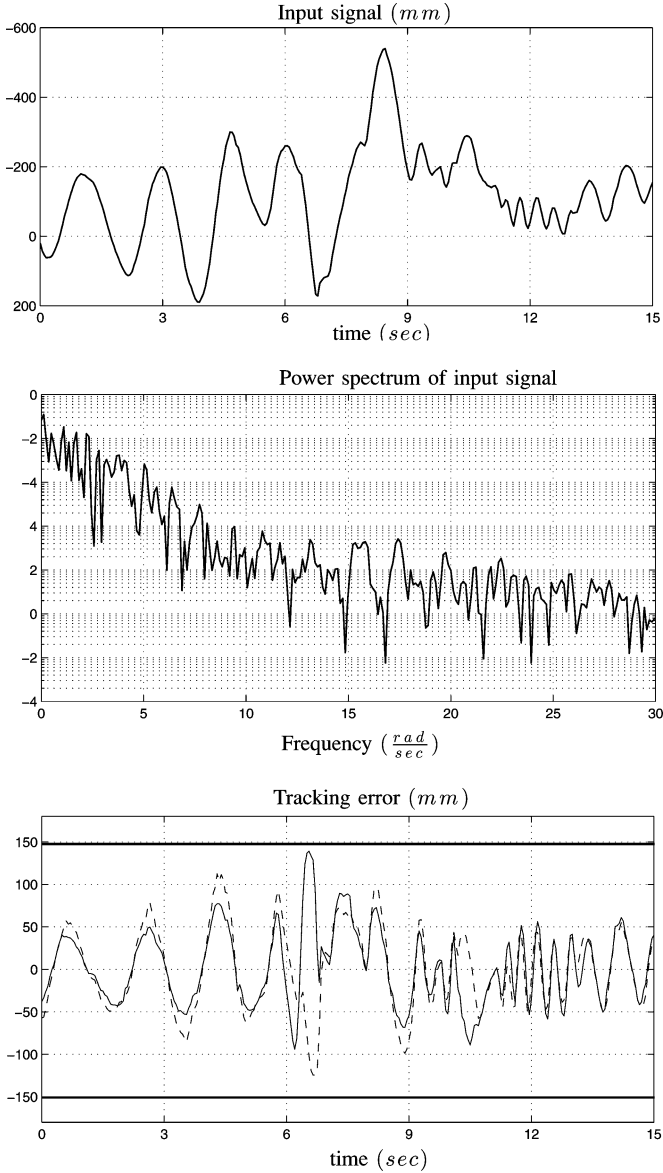 Input signal (mm)
−600
−400
−200
0
200
0 3 6 9 12 15
time (sec)
Power spectrum of input signal
0
−2
−4
4
2
0
−2
−4
0 5 10 15 20 25 30
Frequency (rad/sec)
Tracking error (mm)
150
100
50
0
−50
−100
−150
0 3 6 9 12 15
time (sec)